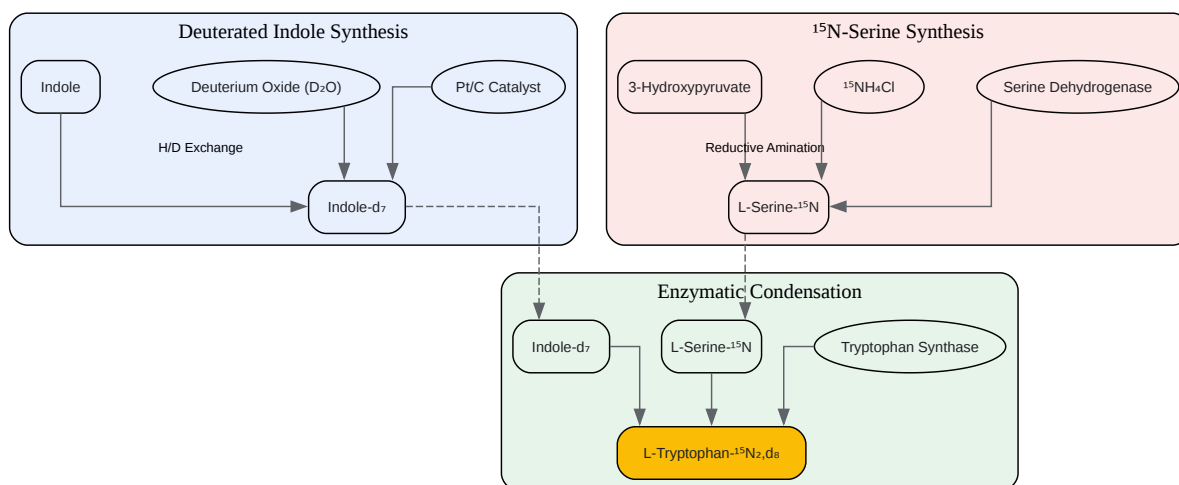 Deuterated Indole Synthesis
Indole
Deuterium Oxide (D₂O)
Pt/C Catalyst
H/D Exchange
Indole-d₇
¹⁵N-Serine Synthesis
3-Hydroxypyruvate
¹⁵NH₄Cl
Serine Dehydrogenase
Reductive Amination
L-Serine-¹⁵N
Enzymatic Condensation
Indole-d₇
L-Serine-¹⁵N
Tryptophan Synthase
L-Tryptophan-¹⁵N₂,d₈